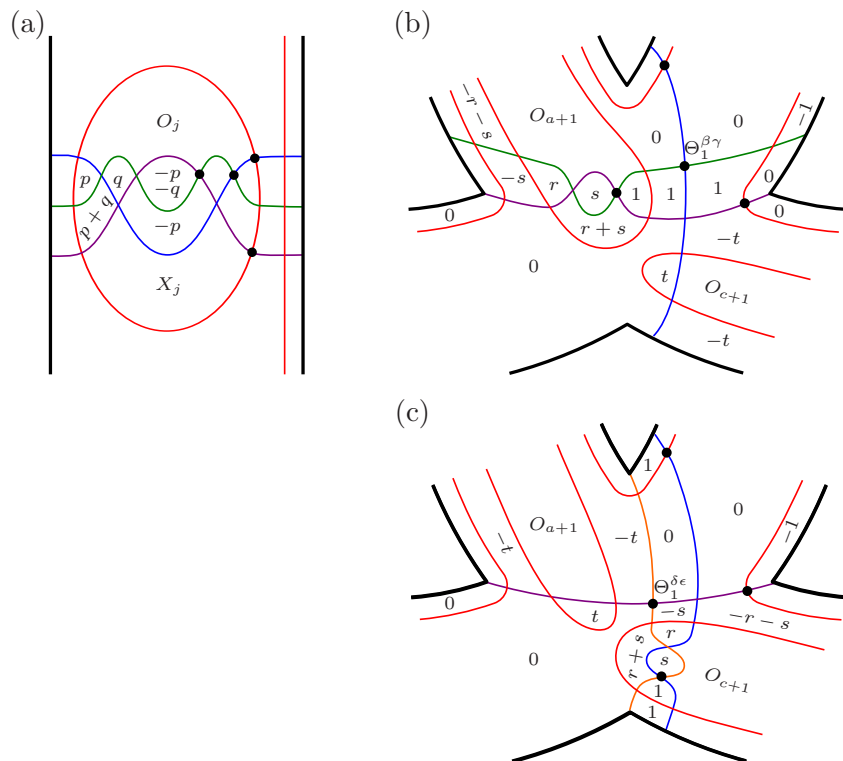 (a)
O_j
p
q
−p
−q
p + q
−p
X_j
(b)
−r − s
O_{a+1}
0
0
−1
Θ_1^{βγ}
−s
r
s
1
1
1
0
0
0
r + s
−t
0
t
O_{c+1}
−t
(c)
1
−t
O_{a+1}
−t
0
0
−1
Θ_1^{δϵ}
0
t
−s
−r − s
0
r
r + s
s
O_{c+1}
1
1